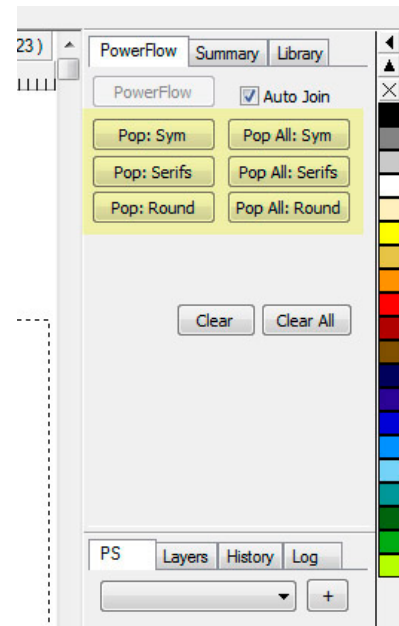 23 )
PowerFlow Summary Library
PowerFlow Auto Join
Pop: Sym Pop All: Sym
Pop: Serifs Pop All: Serifs
Pop: Round Pop All: Round
Clear Clear All
PS Layers History Log
+